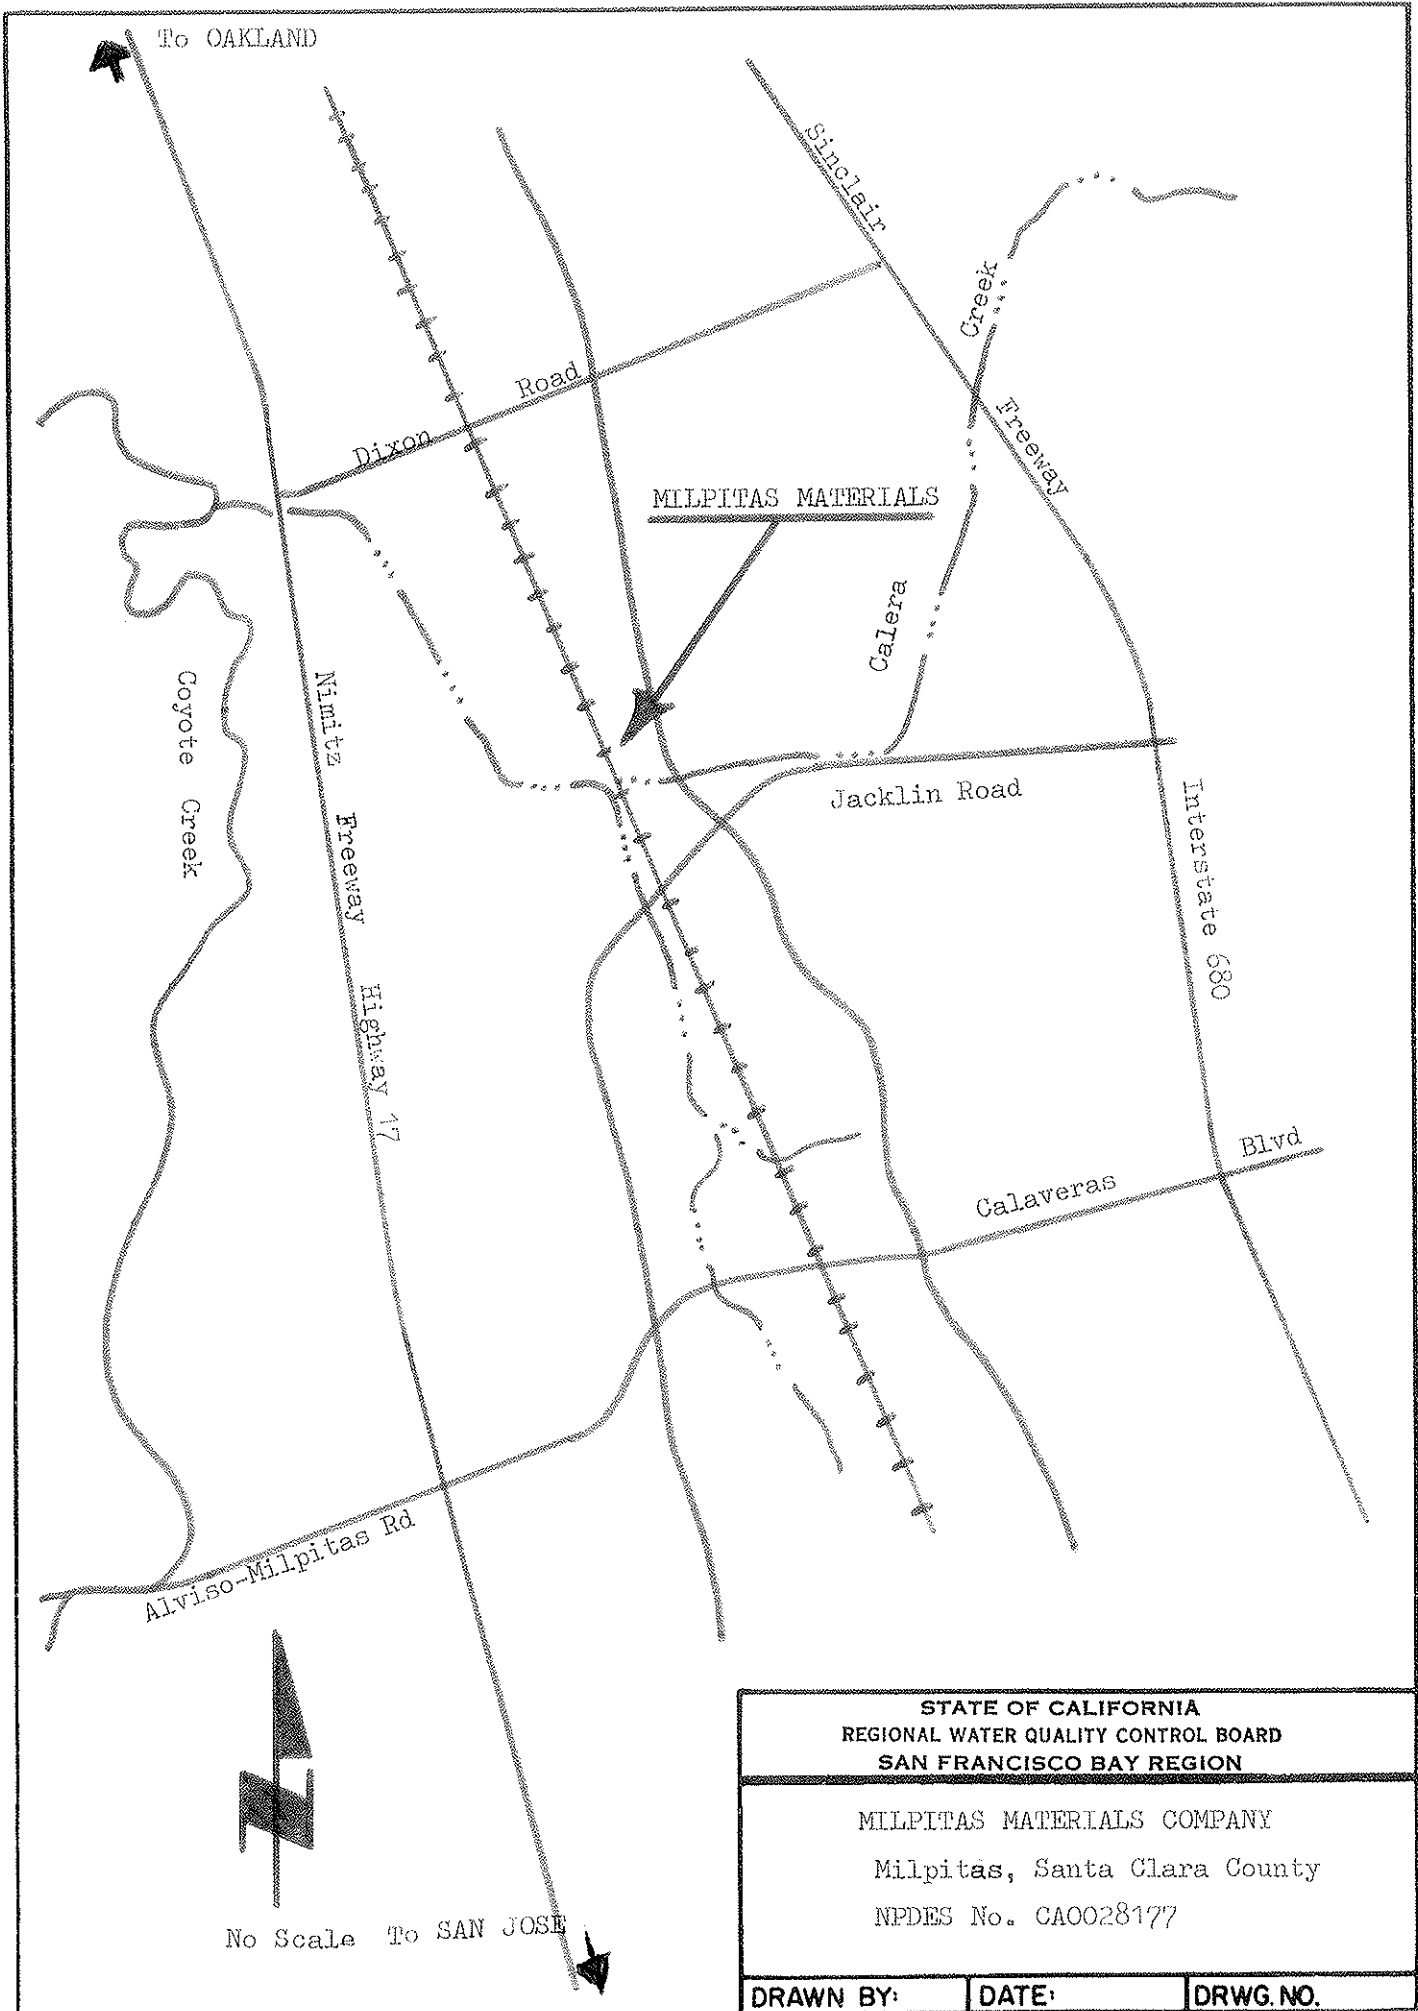 To OAKLAND
Sinclair
Creek
Road
Dixon
Freeway
MILPITAS MATERIALS
Calera
Nimitz
Coyote
Jacklin Road
Creek
Freeway
Interstate 680
Highway 17
Blvd
Calaveras
Alviso-Milpitas Rd
No Scale
To SAN JOSE
STATE OF CALIFORNIA
REGIONAL WATER QUALITY CONTROL BOARD
SAN FRANCISCO BAY REGION
MILPITAS MATERIALS COMPANY
Milpitas, Santa Clara County
NPDES No. CA0028177
DRAWN BY:
DATE:
DRWG. NO.